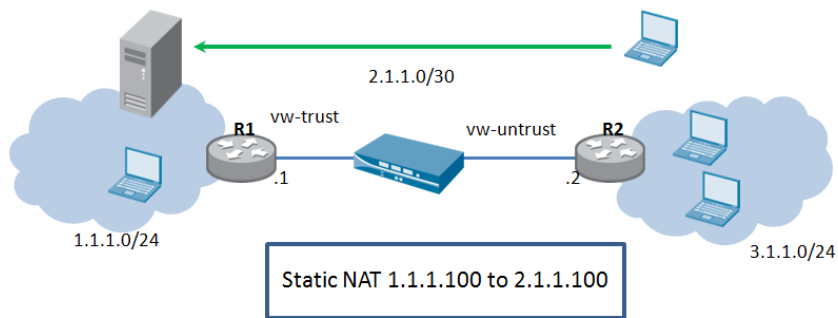 2.1.1.0/30
R1
vw-trust
vw-untrust
R2
.1
.2
1.1.1.0/24
3.1.1.0/24
Static NAT 1.1.1.100 to 2.1.1.100